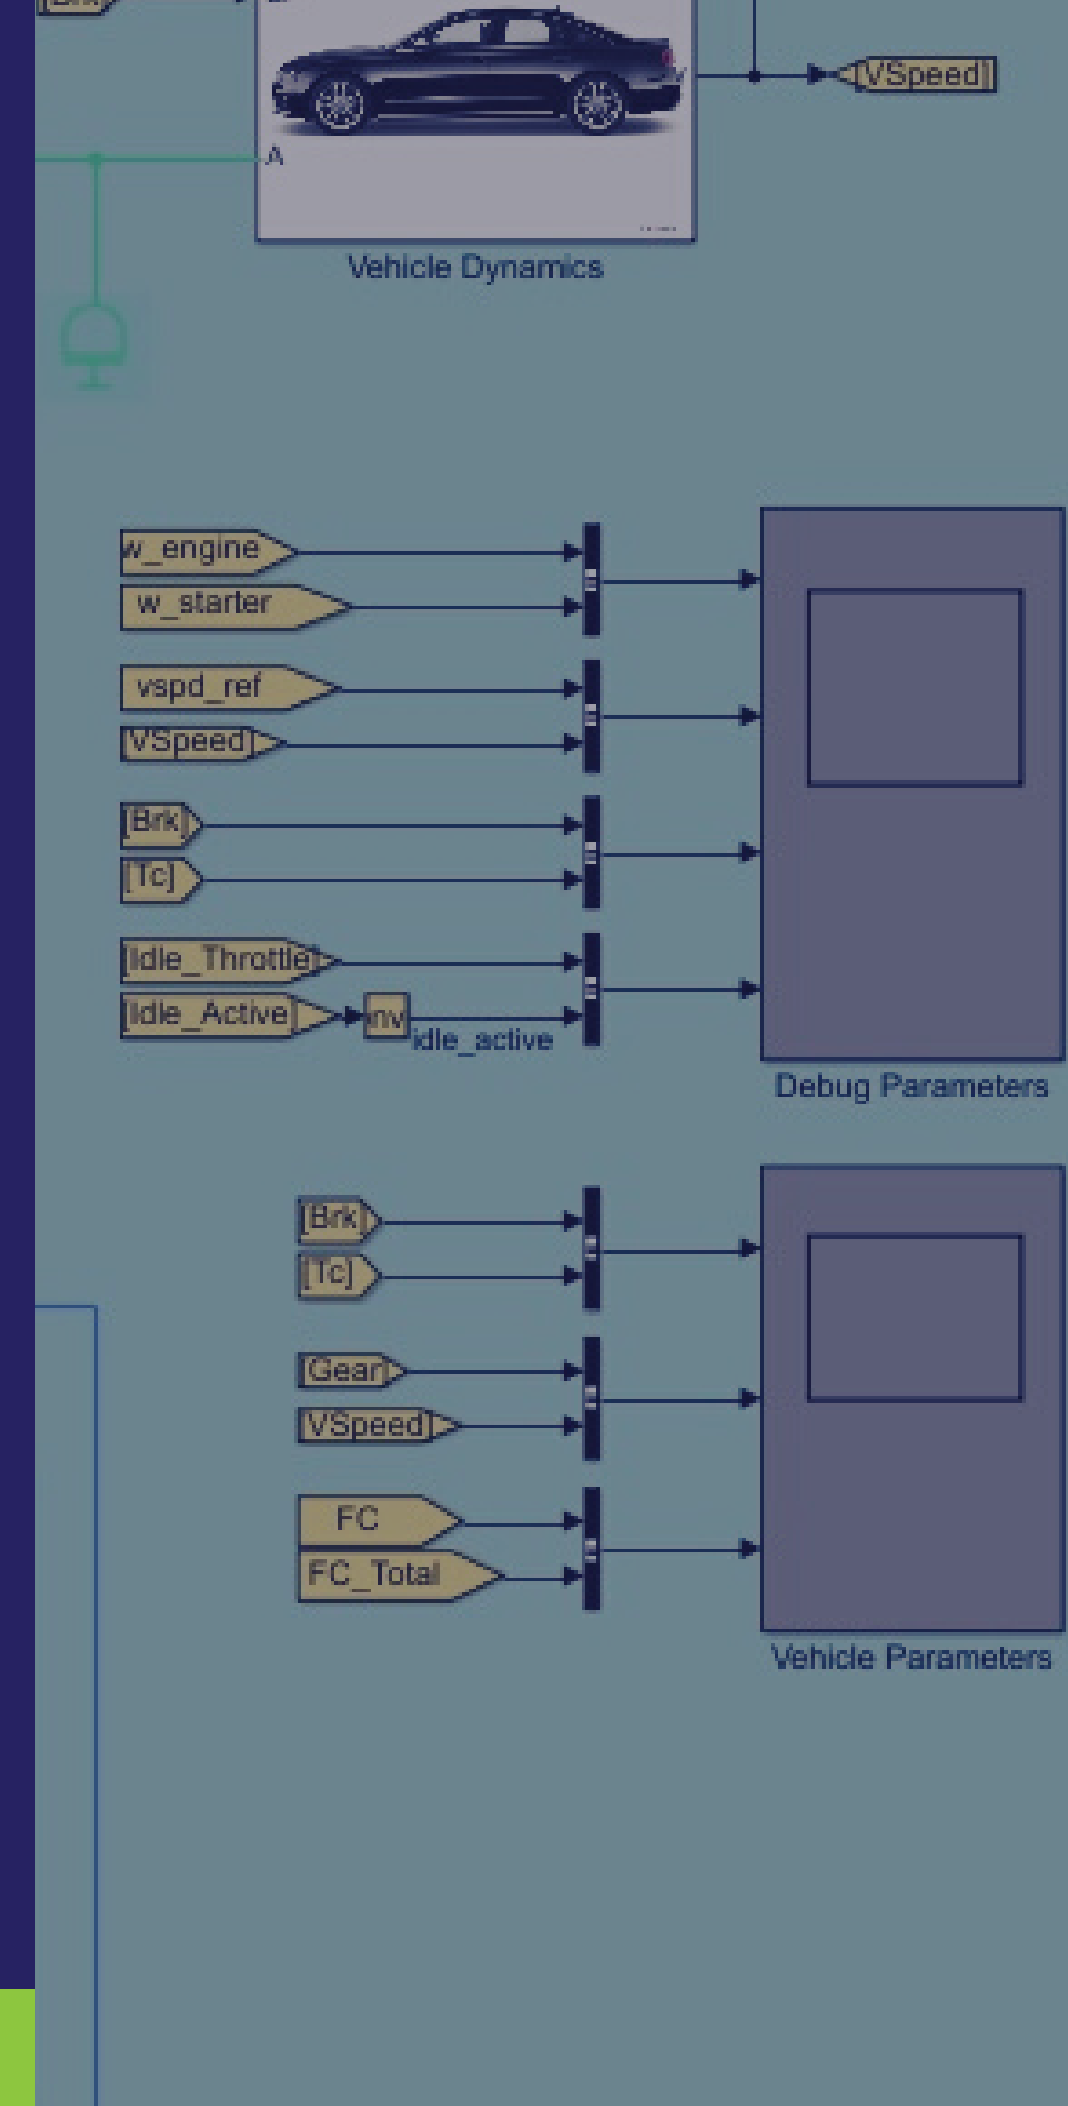 [VSpeed]
A
Vehicle Dynamics
w_engine
w_starter
vspd_ref
[VSpeed]
[Brk]
[Tc]
[Idle_Throttle]
[Idle_Active]
inv
idle_active
Debug Parameters
[Brk]
[Tc]
[Gear]
[VSpeed]
FC
FC_Total
Vehicle Parameters